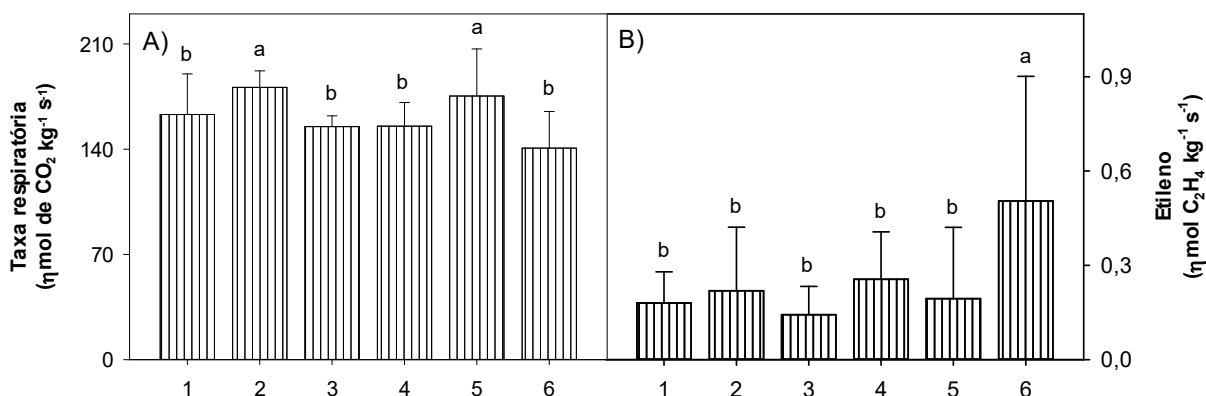 A)
Taxa respiratória
(ηmol de CO₂ kg⁻¹ s⁻¹)
210
140
70
0
b
a
b
b
a
b
1 2 3 4 5 6
B)
b
b
b
b
b
a
1 2 3 4 5 6
0,9
0,6
0,3
0,0
Etileno
(ηmol C₂H₄ kg⁻¹ s⁻¹)